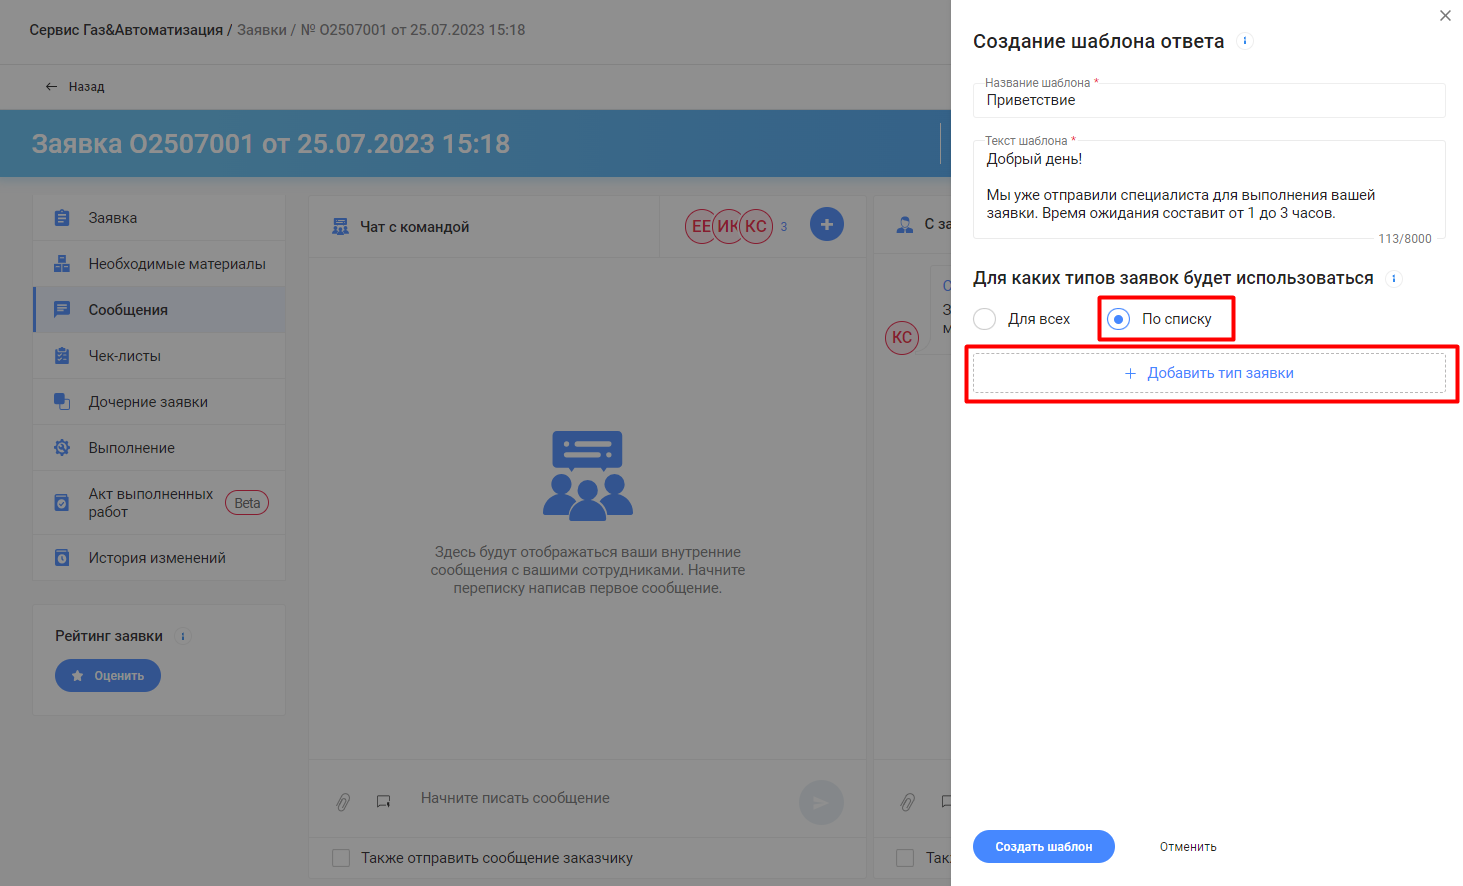 Сервис Газ&Автоматизация / Заявки / № О2507001 от 25.07.2023 15:18
Назад
Заявка О2507001 от 25.07.2023 15:18
Заявка
Необходимые материалы
Сообщения
Чек-листы
Дочерние заявки
Выполнение
Акт выполненных
работ
Beta
История изменений
Рейтинг заявки
Оценить
Чат с командой
ЕЕ
ИК
КС
3
Здесь будут отображаться ваши внутренние
сообщения с вашими сотрудниками. Начните
переписку написав первое сообщение.
Начните писать сообщение
Также отправить сообщение заказчику
С за
КС
Так
Создание шаблона ответа
Название шаблона *
Приветствие
Текст шаблона *
Добрый день!
Мы уже отправили специалиста для выполнения вашей
заявки. Время ожидания составит от 1 до 3 часов.
113/8000
Для каких типов заявок будет использоваться
Для всех
По списку
+ Добавить тип заявки
Создать шаблон
Отменить